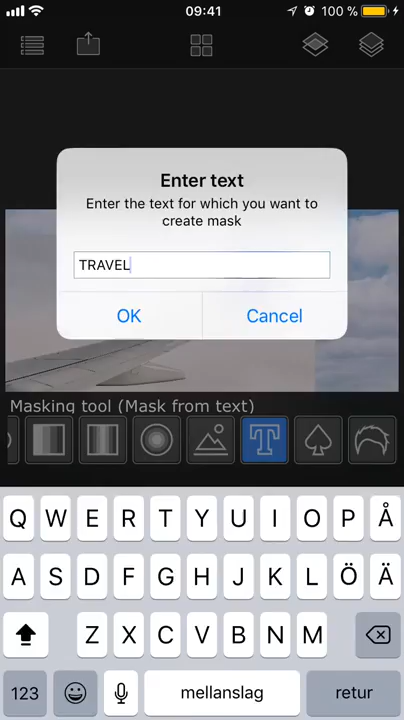 09:41
100 %
Enter text
Enter the text for which you want to
create mask
TRAVEL
OK Cancel
Masking tool (Mask from text)
T
Q W E R T Y U I O P Å
A S D F G H J K L Ö Ä
Z X C V B N M
123 mellanslag retur